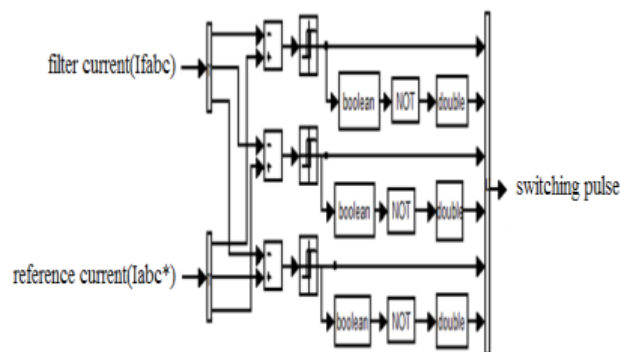 filter current(Ifabc)
boolean NOT double
boolean NOT double
switching pulse
reference current(Iabc*)
boolean NOT double